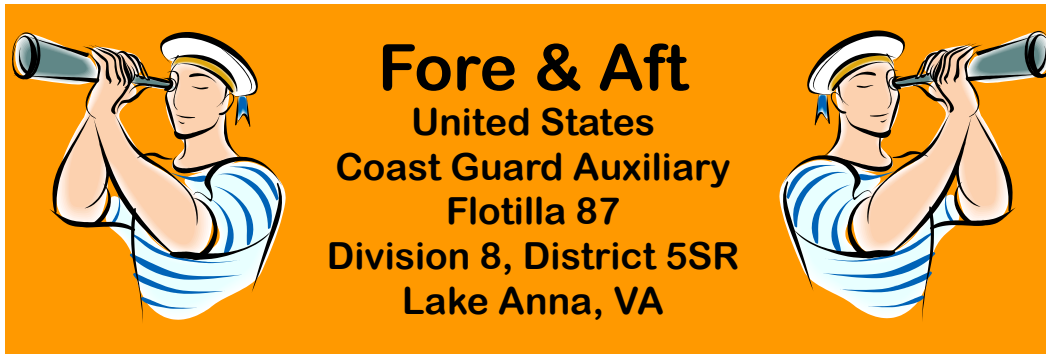 Fore & Aft
United States
Coast Guard Auxiliary
Flotilla 87
Division 8, District 5SR
Lake Anna, VA